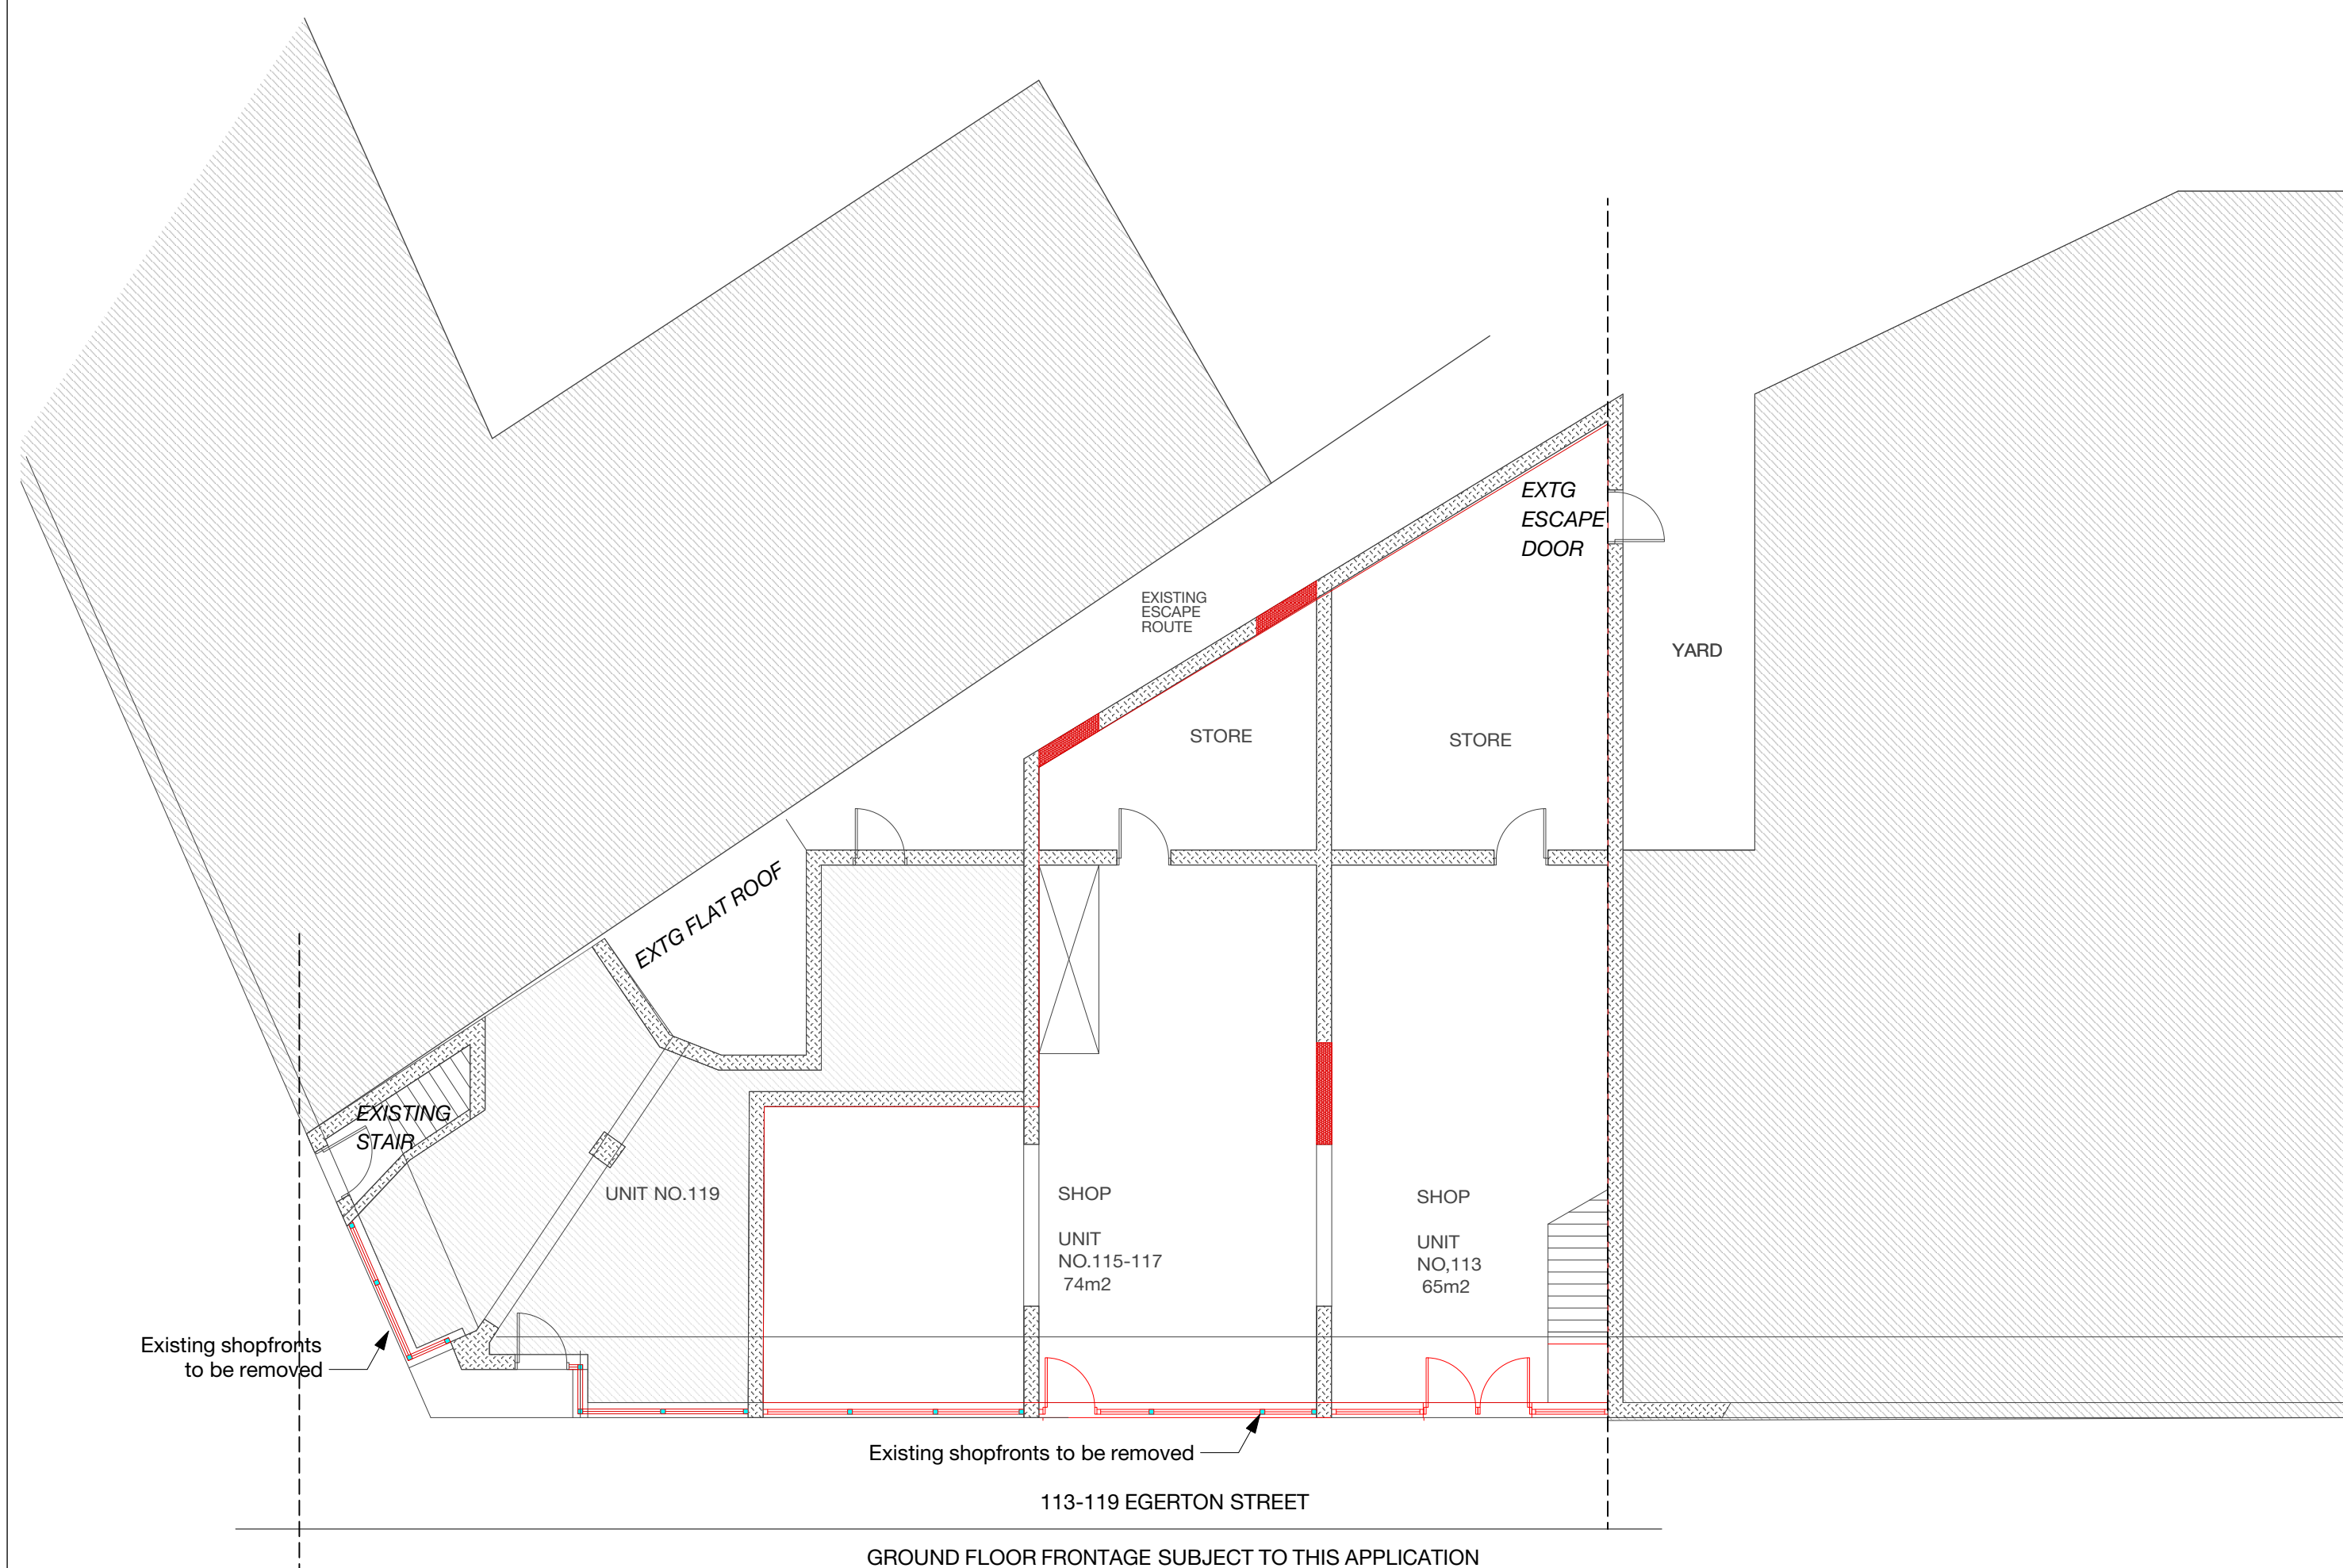 EXTG
ESCAPE
DOOR
EXISTING
ESCAPE
ROUTE
YARD
STORE
STORE
EXTG FLAT ROOF
EXISTING
STAIR
UNIT NO.119
SHOP
UNIT
NO.115-117
74m2
SHOP
UNIT
NO,113
65m2
Existing shopfronts
to be removed
Existing shopfronts to be removed
113-119 EGERTON STREET
GROUND FLOOR FRONTAGE SUBJECT TO THIS APPLICATION